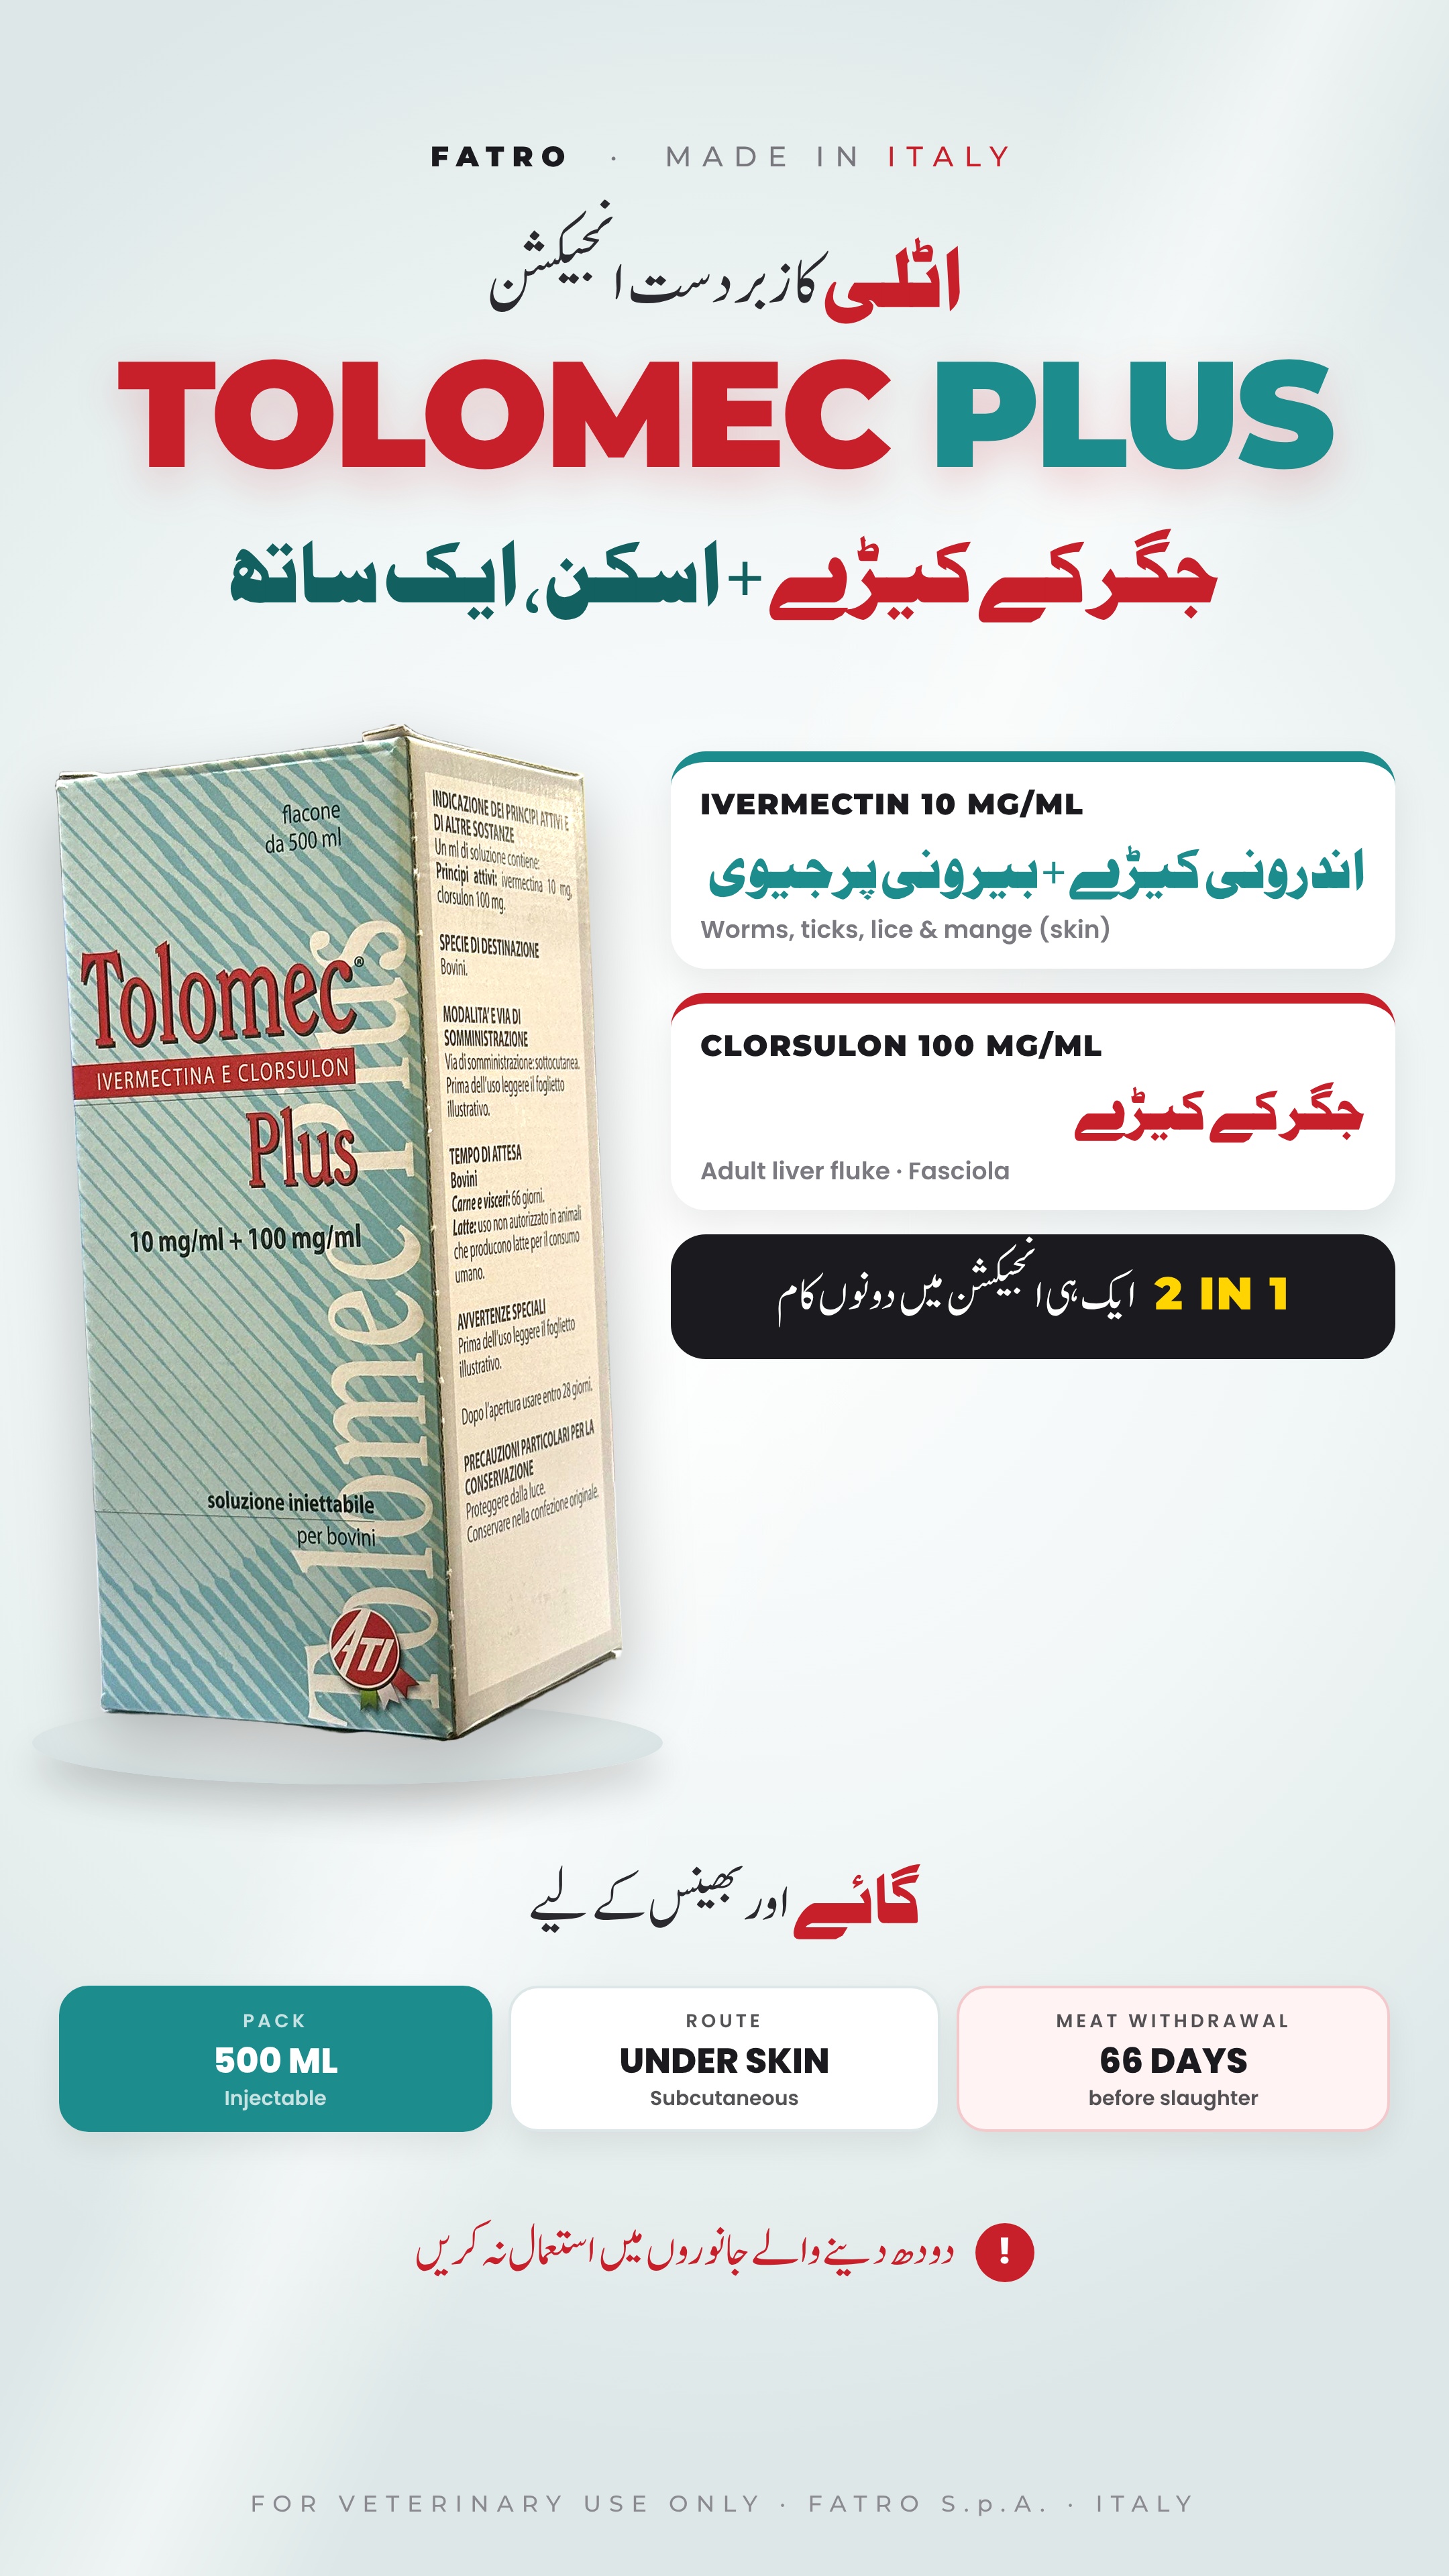 FATRO · MADE IN ITALY
اٹلی کا زبردست انجیکشن
TOLOMEC PLUS
جگر کے کیڑے + اسکن، ایک ساتھ
flacone
da 500 ml
Tolomec®
IVERMECTINA E CLORSULON
Plus
10 mg/ml + 100 mg/ml
soluzione iniettabile
per bovini
ATI
Tolomec Plus
INDICAZIONE DEI PRINCIPI ATTIVI E
DI ALTRE SOSTANZE
Un ml di soluzione contiene:
Principi attivi: ivermectina 10 mg,
clorsulon 100 mg.
SPECIE DI DESTINAZIONE
Bovini.
MODALITA' E VIA DI
SOMMINISTRAZIONE
Via di somministrazione: sottocutanea.
Prima dell'uso leggere il foglietto
illustrativo.
TEMPO DI ATTESA
Bovini
Carne e visceri: 66 giorni.
Latte: uso non autorizzato in animali
che producono latte per il consumo
umano.
AVVERTENZE SPECIALI
Prima dell'uso leggere il foglietto
illustrativo.
Dopo l'apertura usare entro 28 giorni.
PRECAUZIONI PARTICOLARI PER LA
CONSERVAZIONE
Proteggere dalla luce.
Conservare nella confezione originale.
IVERMECTIN 10 MG/ML
اندرونی کیڑے + بیرونی پرجیوی
Worms, ticks, lice & mange (skin)
CLORSULON 100 MG/ML
جگر کے کیڑے
Adult liver fluke · Fasciola
2 IN 1 ایک ہی انجیکشن میں دونوں کام
گائے اور بھینس کے لیے
PACK
500 ML
Injectable
ROUTE
UNDER SKIN
Subcutaneous
MEAT WITHDRAWAL
66 DAYS
before slaughter
! دودھ دینے والے جانوروں میں استعمال نہ کریں
FOR VETERINARY USE ONLY · FATRO S.p.A. · ITALY